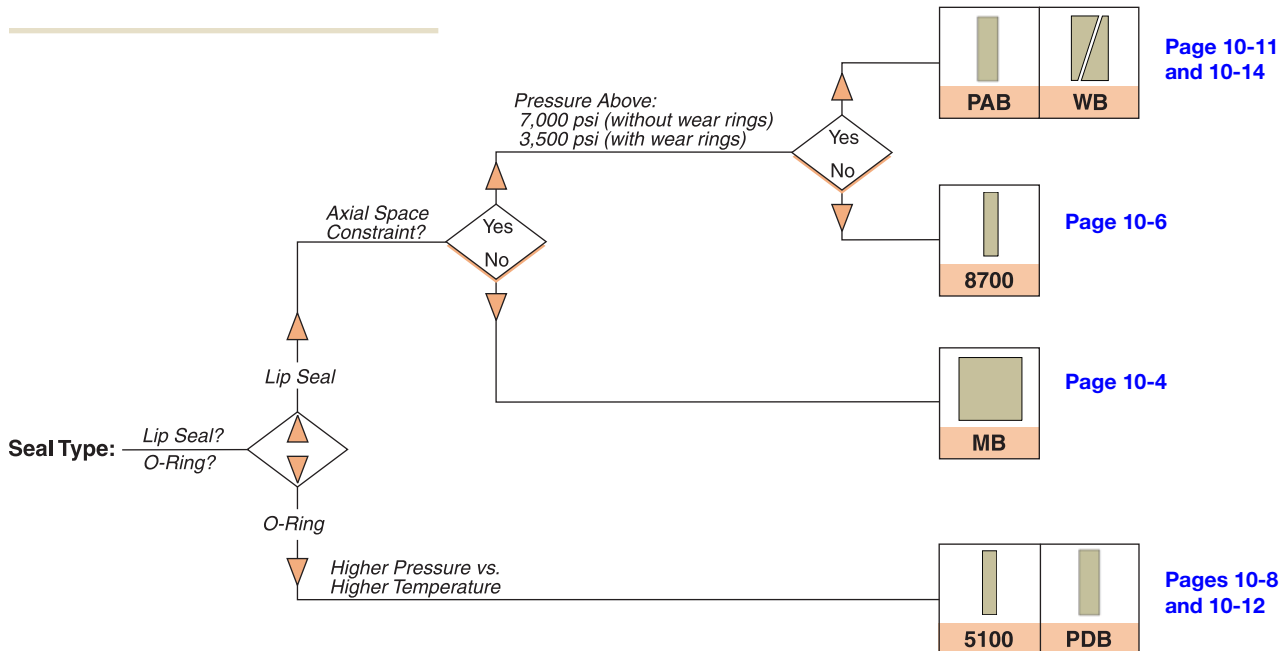 Page 10-11
and 10-14
PAB
WB
Pressure Above:
7,000 psi (without wear rings)
3,500 psi (with wear rings)
Yes
No
Page 10-6
8700
Axial Space
Constraint?
Yes
No
Lip Seal
Page 10-4
MB
Seal Type:
Lip Seal?
O-Ring?
O-Ring
Higher Pressure vs.
Higher Temperature
Pages 10-8
and 10-12
5100
PDB